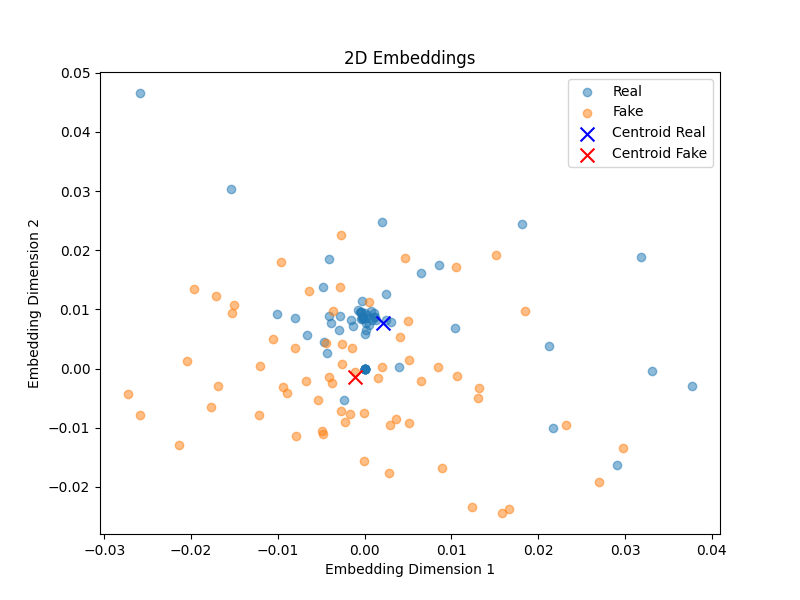 2D Embeddings
Real
Fake
Centroid Real
Centroid Fake
Embedding Dimension 2
0.05
0.04
0.03
0.02
0.01
0.00
−0.01
−0.02
−0.03
−0.02
−0.01
0.00
0.01
0.02
0.03
0.04
Embedding Dimension 1